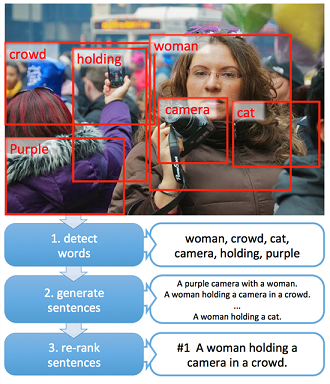 woman
crowd
holding
camera
cat
Purple
1. detect
words
woman, crowd, cat,
camera, holding, purple
2. generate
sentences
A purple camera with a woman.
A woman holding a camera in a crowd.
...
A woman holding a cat.
3. re-rank
sentences
#1 A woman holding a
camera in a crowd.